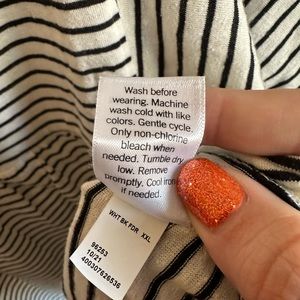 Wash before
wearing. Machine
wash cold with like
colors. Gentle cycle.
Only non-chlorine
bleach when
needed. Tumble dry
low. Remove
promptly. Cool iron
if needed.
WHT BK FDR XXL
96263
10/21
400307626536